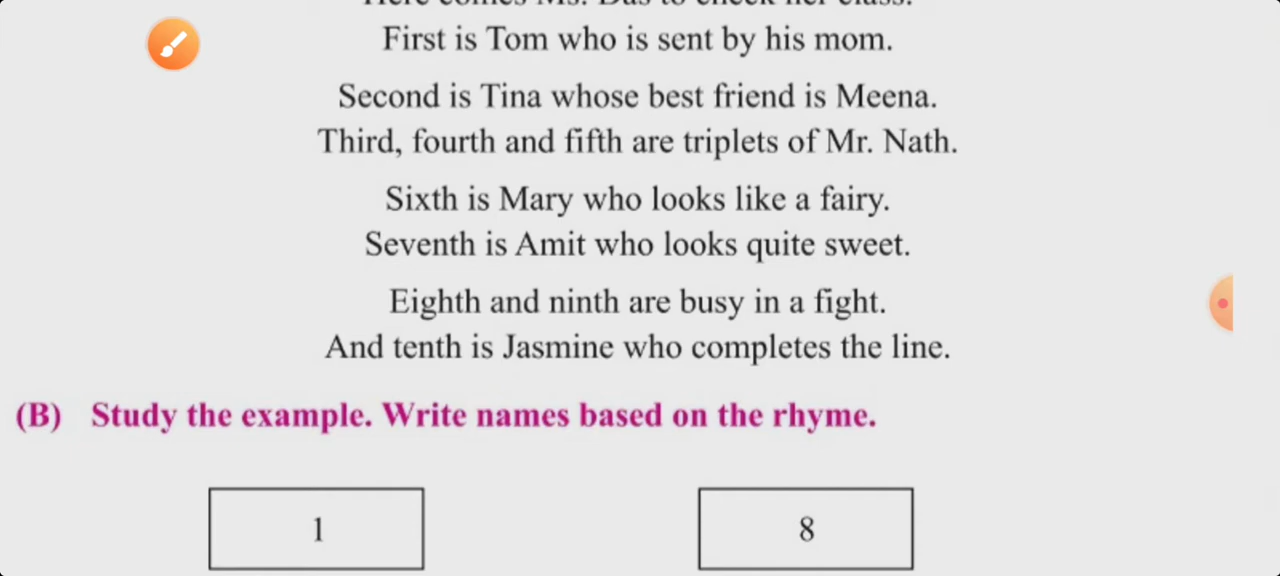 First is Tom who is sent by his mom.
Second is Tina whose best friend is Meena.
Third, fourth and fifth are triplets of Mr. Nath.
Sixth is Mary who looks like a fairy.
Seventh is Amit who looks quite sweet.
Eighth and ninth are busy in a fight.
And tenth is Jasmine who completes the line.
(B) Study the example. Write names based on the rhyme.
1
8